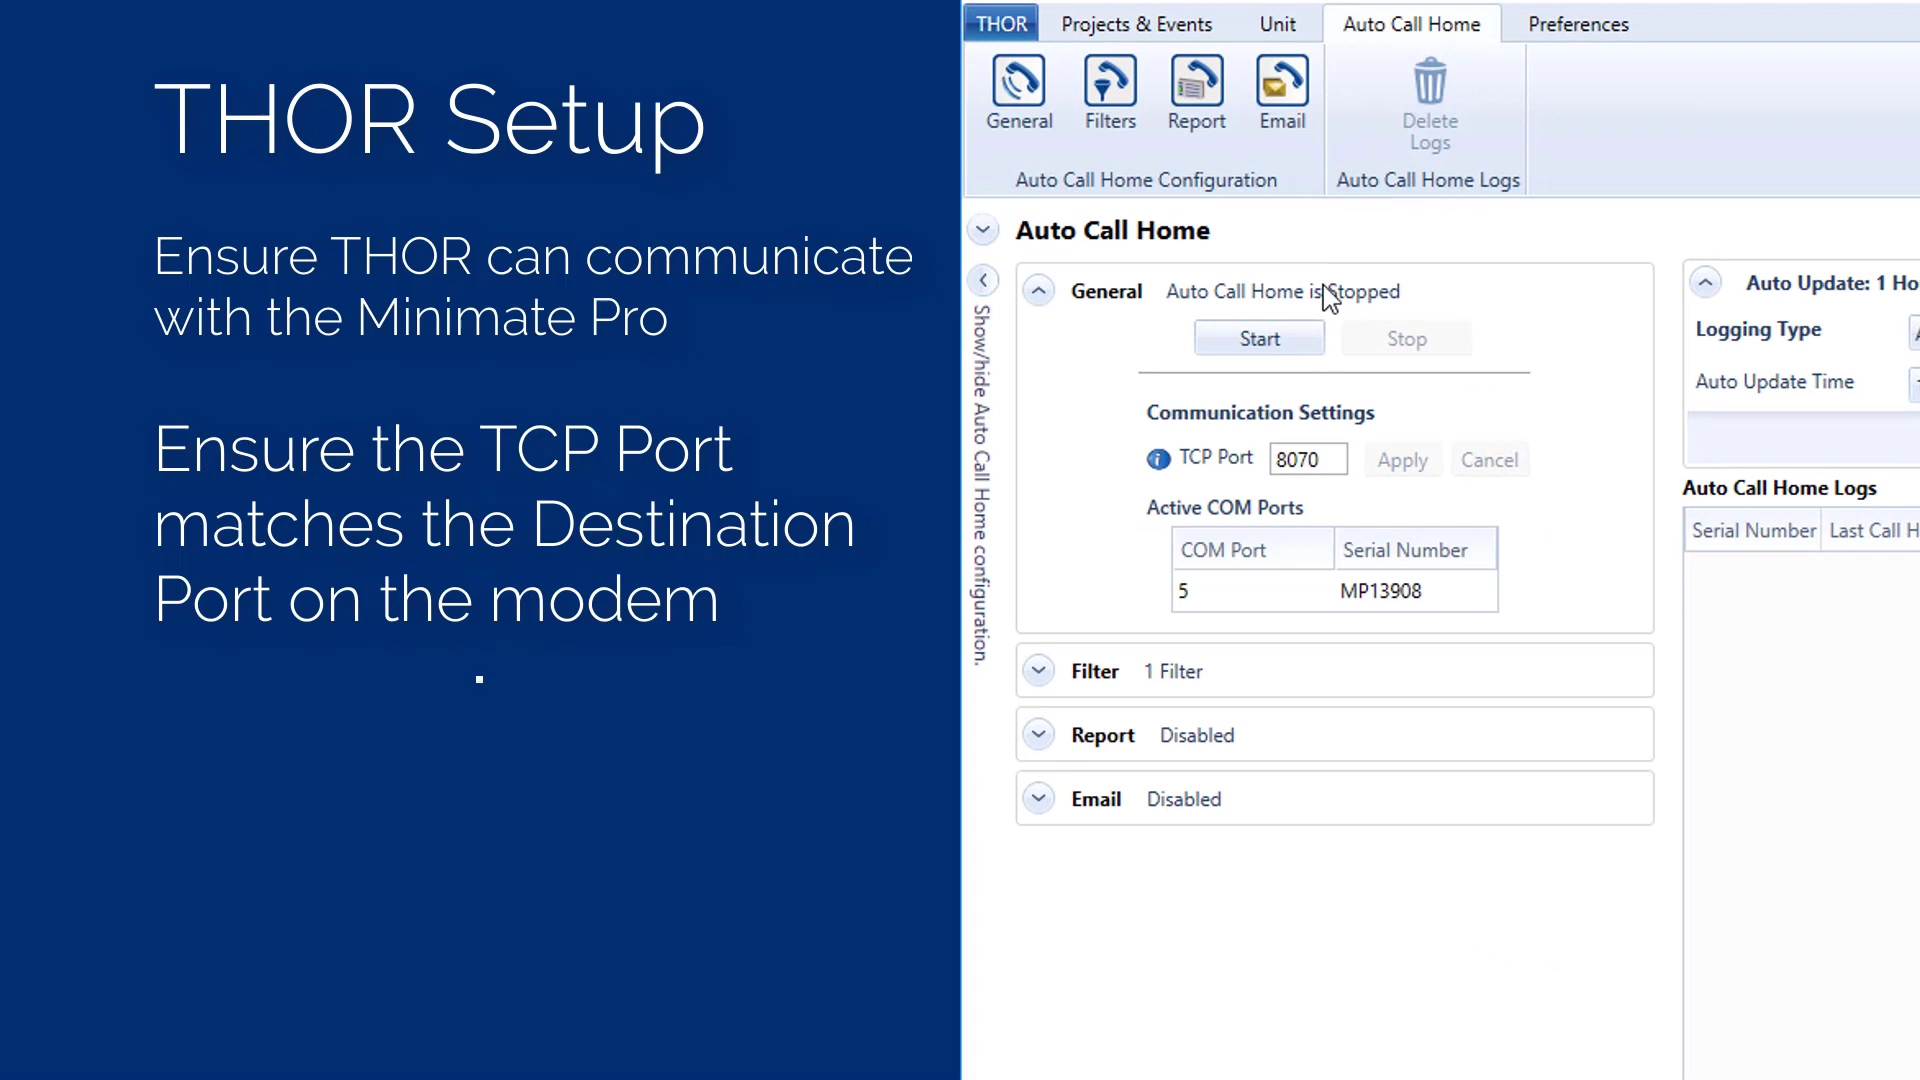 THOR Setup
Ensure THOR can communicate
with the Minimate Pro
Ensure the TCP Port
matches the Destination
Port on the modem
THOR Projects & Events Unit Auto Call Home Preferences
General Filters Report Email Delete
Logs
Auto Call Home Configuration Auto Call Home Logs
Auto Call Home
Show/hide Auto Call Home configuration.
General Auto Call Home is Stopped
Start Stop
Communication Settings
TCP Port 8070 Apply Cancel
Active COM Ports
COM Port Serial Number
5 MP13908
Filter 1 Filter
Report Disabled
Email Disabled
Auto Update: 1 Ho
Logging Type
Auto Update Time
Auto Call Home Logs
Serial Number Last Call H